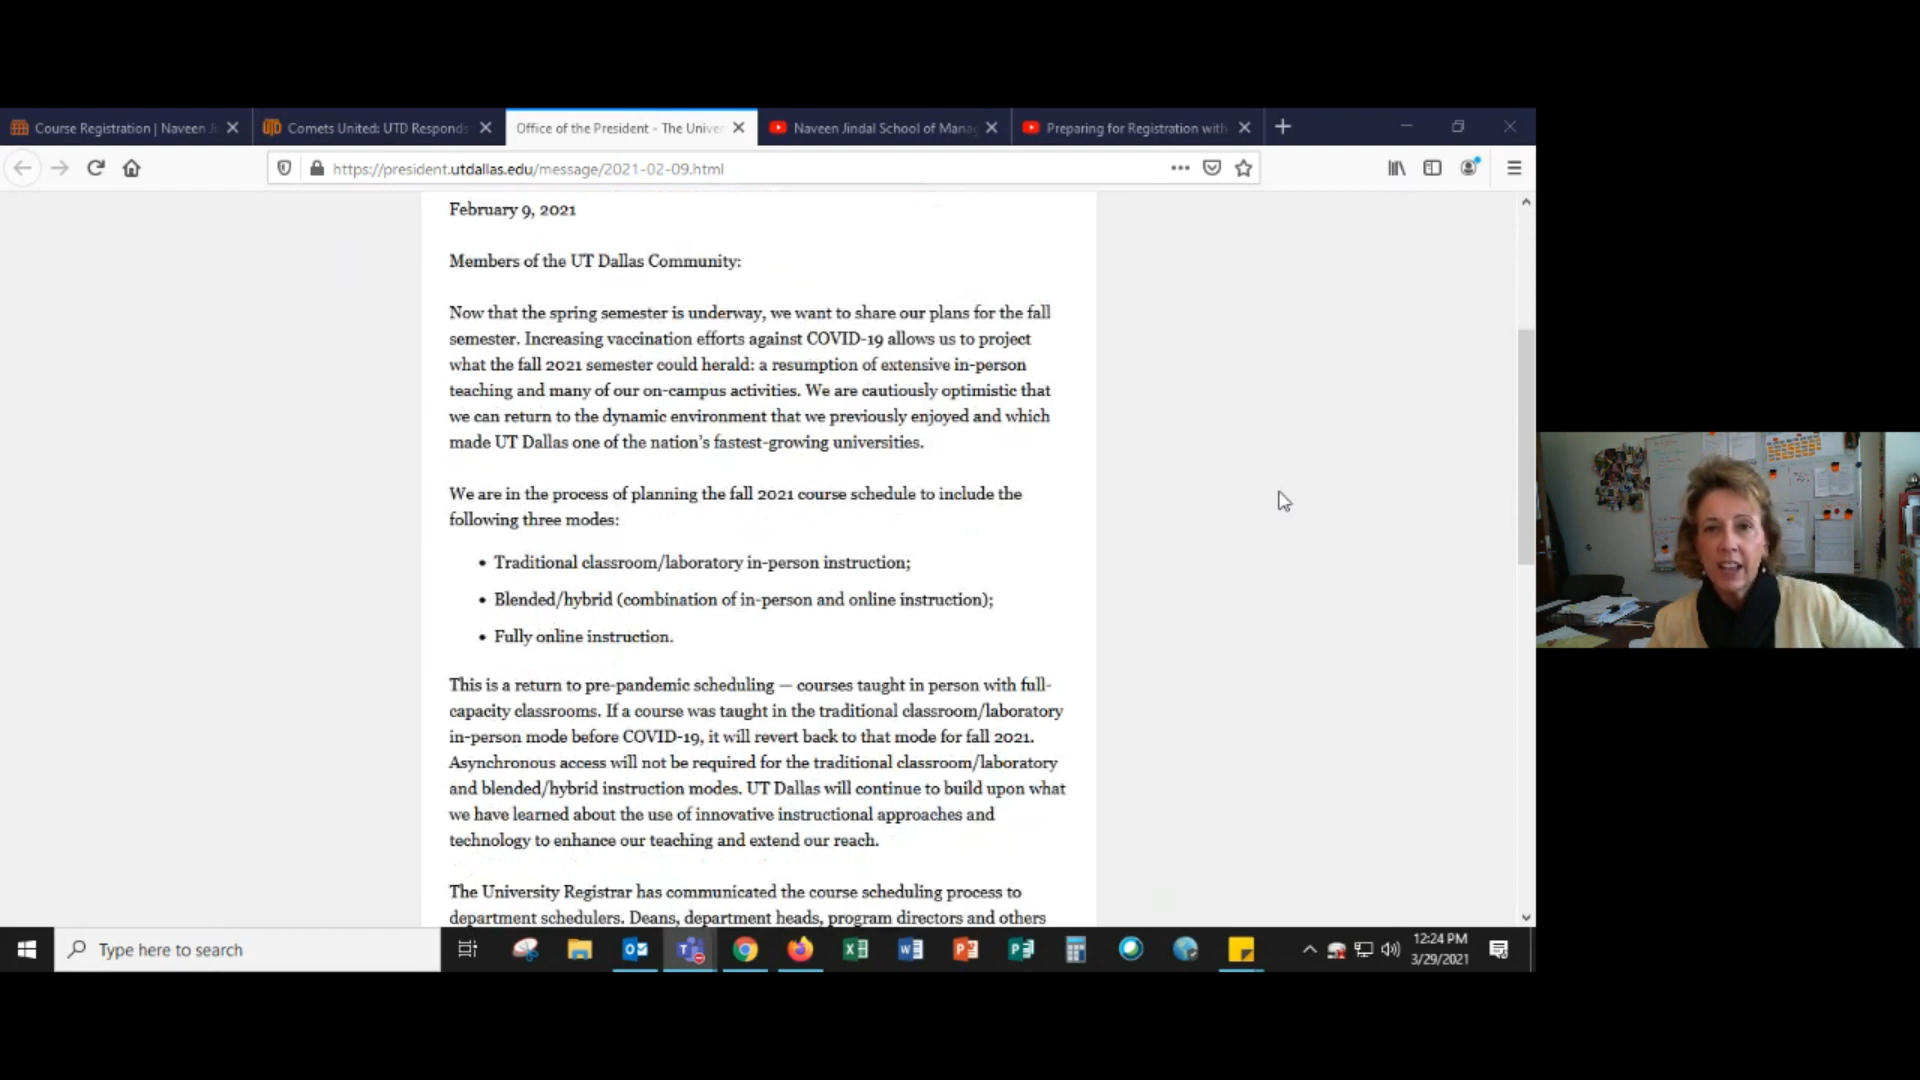 Course Registration | Naveen Ji
Comets United: UTD Responds
Office of the President - The Univer
Naveen Jindal School of Manag
Preparing for Registration with
https://president.utdallas.edu/message/2021-02-09.html
February 9, 2021
Members of the UT Dallas Community:
Now that the spring semester is underway, we want to share our plans for the fall
semester. Increasing vaccination efforts against COVID-19 allows us to project
what the fall 2021 semester could herald: a resumption of extensive in-person
teaching and many of our on-campus activities. We are cautiously optimistic that
we can return to the dynamic environment that we previously enjoyed and which
made UT Dallas one of the nation's fastest-growing universities.
We are in the process of planning the fall 2021 course schedule to include the
following three modes:
• Traditional classroom/laboratory in-person instruction;
• Blended/hybrid (combination of in-person and online instruction);
• Fully online instruction.
This is a return to pre-pandemic scheduling — courses taught in person with full-
capacity classrooms. If a course was taught in the traditional classroom/laboratory
in-person mode before COVID-19, it will revert back to that mode for fall 2021.
Asynchronous access will not be required for the traditional classroom/laboratory
and blended/hybrid instruction modes. UT Dallas will continue to build upon what
we have learned about the use of innovative instructional approaches and
technology to enhance our teaching and extend our reach.
The University Registrar has communicated the course scheduling process to
department schedulers. Deans, department heads, program directors and others
Type here to search
12:24 PM
3/29/2021